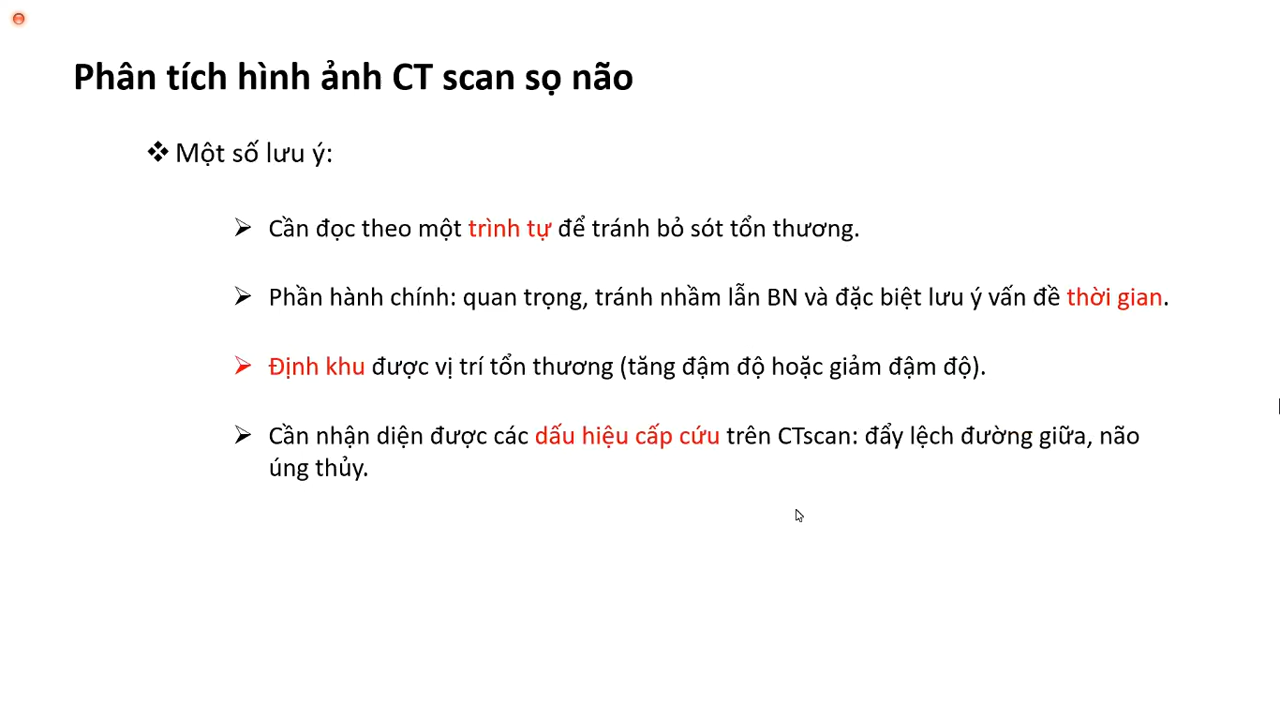 Phân tích hình ảnh CT scan sọ não
Một số lưu ý:
Cần đọc theo một trình tự để tránh bỏ sót tổn thương.
Phần hành chính: quan trọng, tránh nhầm lẫn BN và đặc biệt lưu ý vấn đề thời gian.
Định khu được vị trí tổn thương (tăng đậm độ hoặc giảm đậm độ).
Cần nhận diện được các dấu hiệu cấp cứu trên CTscan: đẩy lệch đường giữa, não
úng thủy.